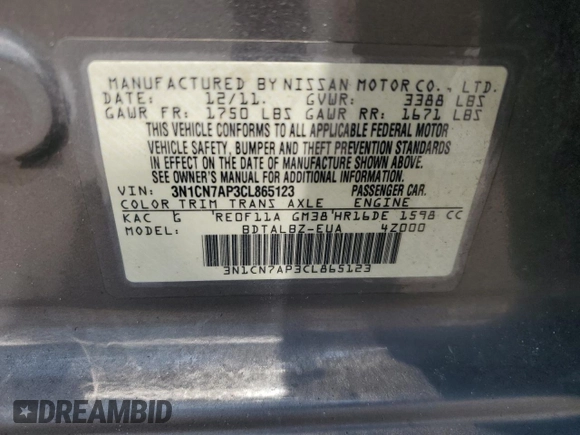 MANUFACTURED BY NISSAN MOTOR CO., LTD.
DATE: 12/11. GVWR: 3388 LBS
GAWR FR: 1750 LBS GAWR RR: 1671 LBS
THIS VEHICLE CONFORMS TO ALL APPLICABLE FEDERAL MOTOR
VEHICLE SAFETY, BUMPER AND THEFT PREVENTION STANDARDS
IN EFFECT ON THE DATE OF MANUFACTURE SHOWN ABOVE.
SEE OWNER'S MANUAL FOR ADDITIONAL INFORMATION.
VIN: 3N1CN7AP3CL865123 PASSENGER CAR.
COLOR TRIM TRANS AXLE ENGINE
KAC G 'RE0F11A GM38'HR16DE 1598 CC
MODEL: BDTALBZ-EUA 4Z000
3N1CN7AP3CL865123
DREAMBID